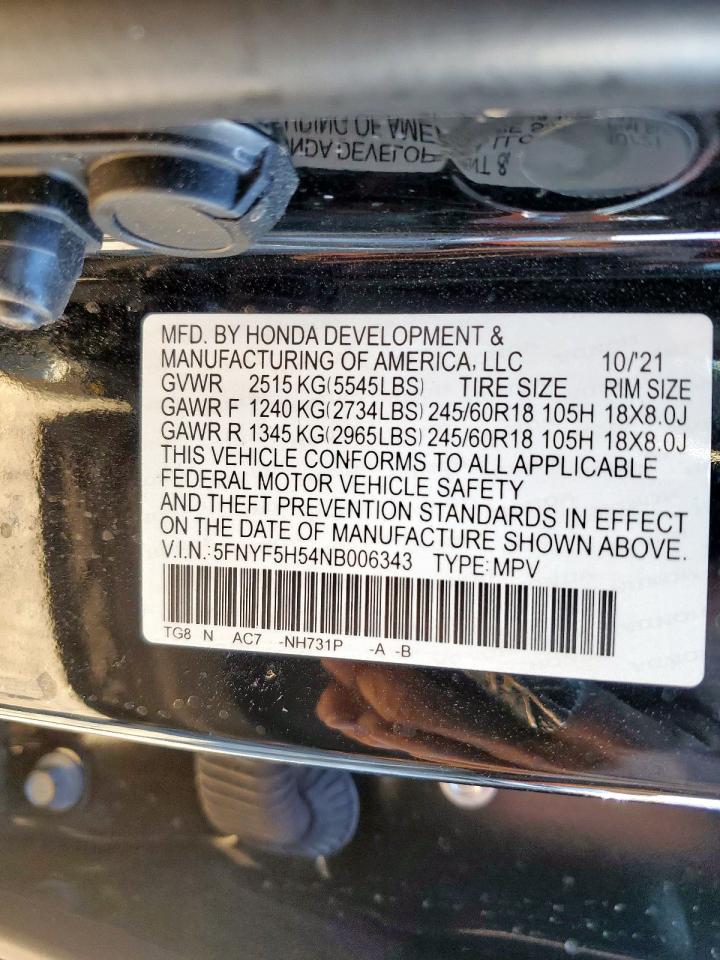 MFD. BY HONDA DEVELOPMENT &
MANUFACTURING OF AMERICA, LLC 10/'21
GVWR 2515 KG(5545LBS) TIRE SIZE RIM SIZE
GAWR F 1240 KG(2734LBS) 245/60R18 105H 18X8.0J
GAWR R 1345 KG(2965LBS) 245/60R18 105H 18X8.0J
THIS VEHICLE CONFORMS TO ALL APPLICABLE
FEDERAL MOTOR VEHICLE SAFETY
AND THEFT PREVENTION STANDARDS IN EFFECT
ON THE DATE OF MANUFACTURE SHOWN ABOVE.
V.I.N.:5FNYF5H54NB006343 TYPE:MPV
TG8 N AC7 -NH731P -A -B